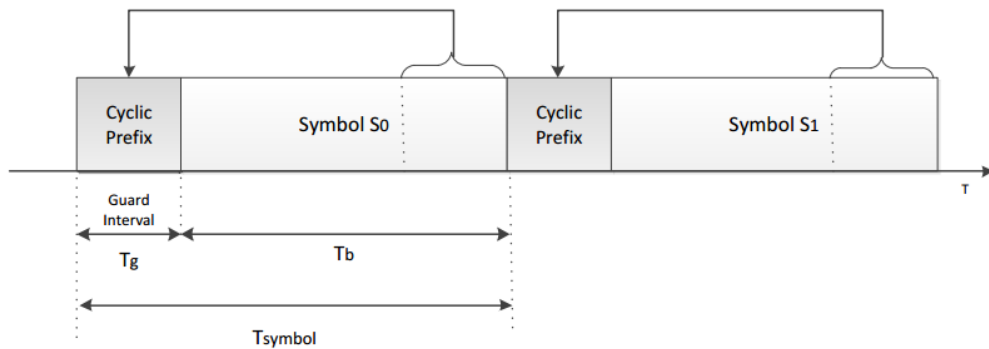 Cyclic
Prefix
Symbol S0
Cyclic
Prefix
Symbol S1
T
Guard
Interval
Tg
Tb
Tsymbol